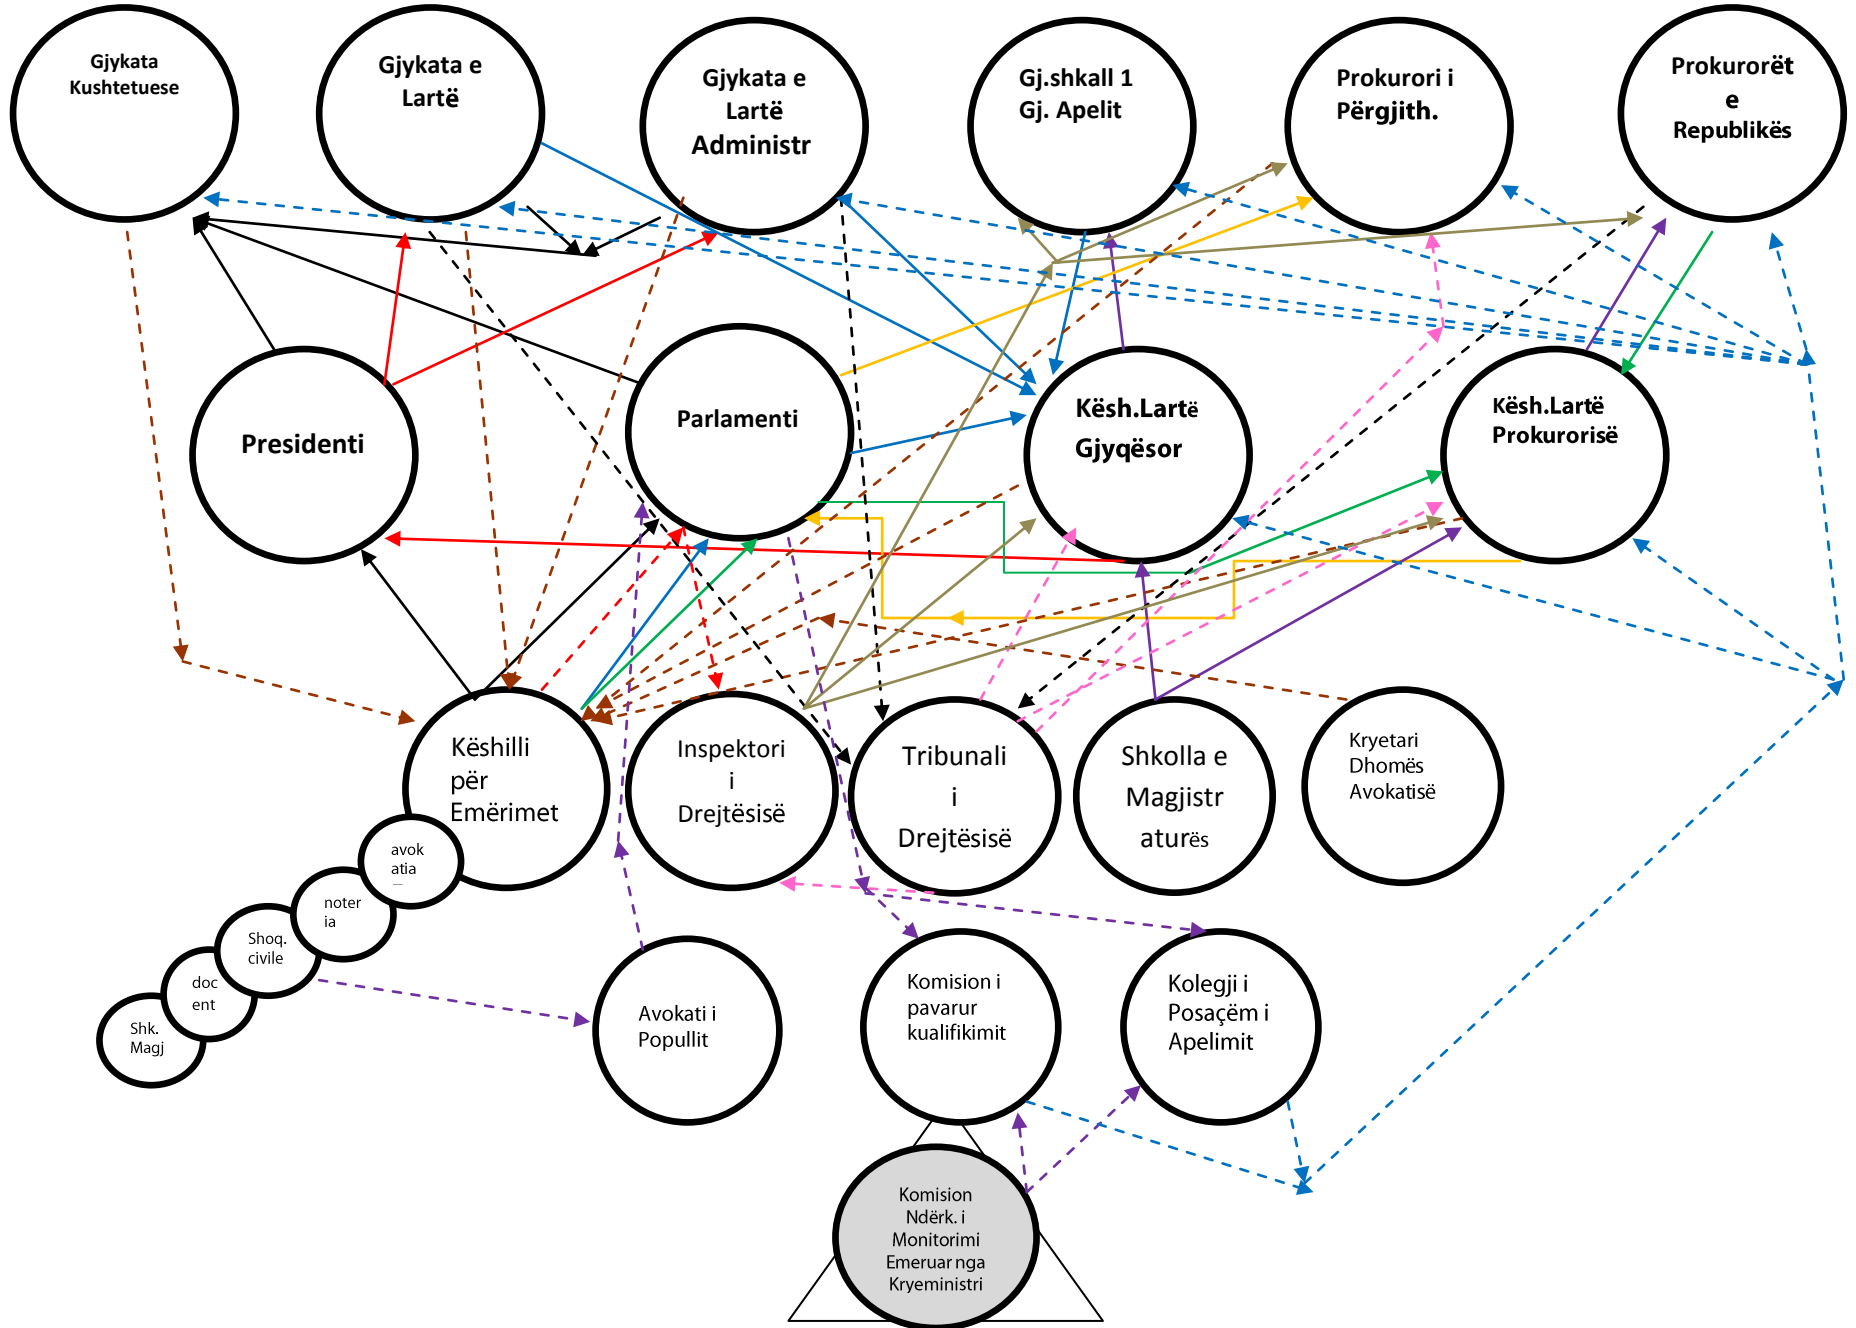 Gjykata
Kushtetuese
Gjykata e
Lartë
Gjykata e
Lartë
Administr
Gj.shkall 1
Gj. Apelit
Prokurori i
Përgjith.
Prokurorët
e
Republikës
Presidenti
Parlamenti
Kësh.Lartë
Gjyqësor
Kësh.Lartë
Prokurorisë
Këshilli
për
Emërimet
Inspektori
i
Drejtësisë
Tribunali
i
Drejtësisë
Shkolla e
Magjistr
aturës
Kryetari
Dhomës
Avokatisë
avok
atia
noter
ia
Shoq.
civile
doc
ent
Shk.
Magj
Avokati i
Popullit
Komision i
pavarur
kualifikimit
Kolegji i
Posaçëm i
Apelimit
Komision
Ndërk. i
Monitorimi
Emeruar nga
Kryeministri